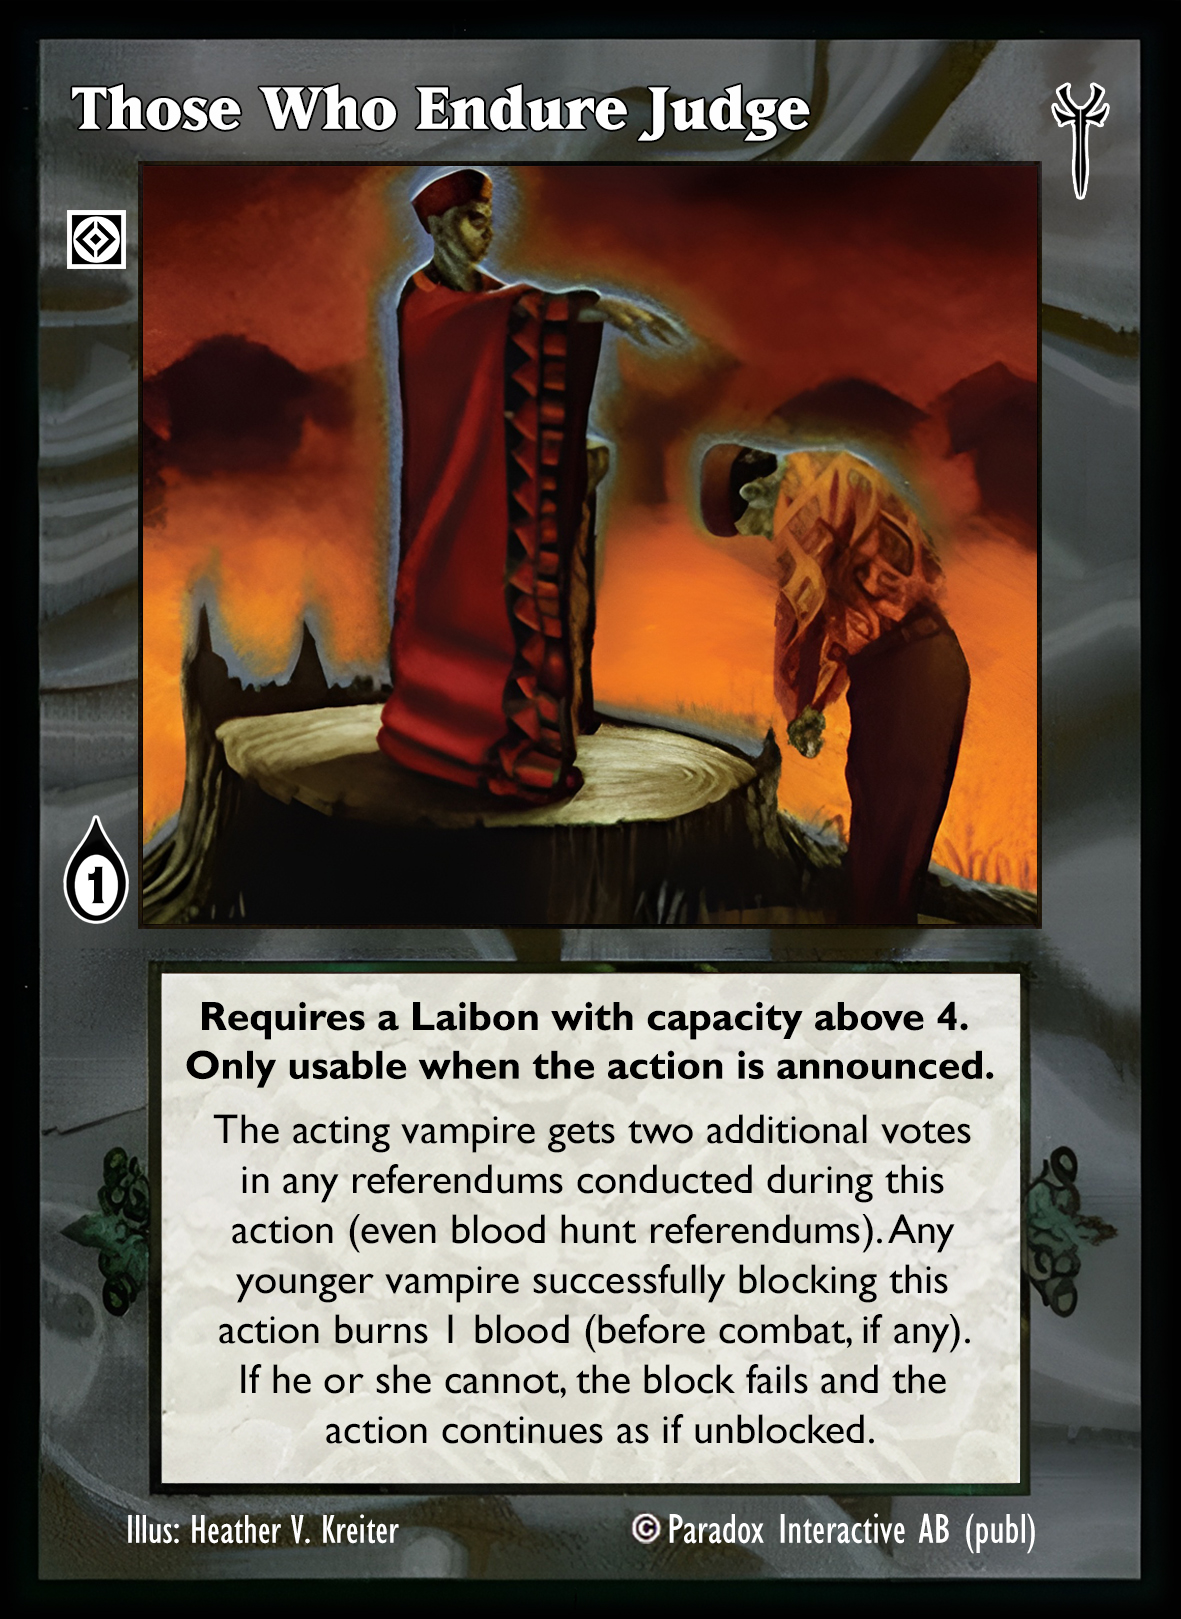 Those Who Endure Judge
1
Requires a Laibon with capacity above 4.
Only usable when the action is announced.
The acting vampire gets two additional votes
in any referendums conducted during this
action (even blood hunt referendums). Any
younger vampire successfully blocking this
action burns 1 blood (before combat, if any).
If he or she cannot, the block fails and the
action continues as if unblocked.
Illus: Heather V. Kreiter
© Paradox Interactive AB (publ)